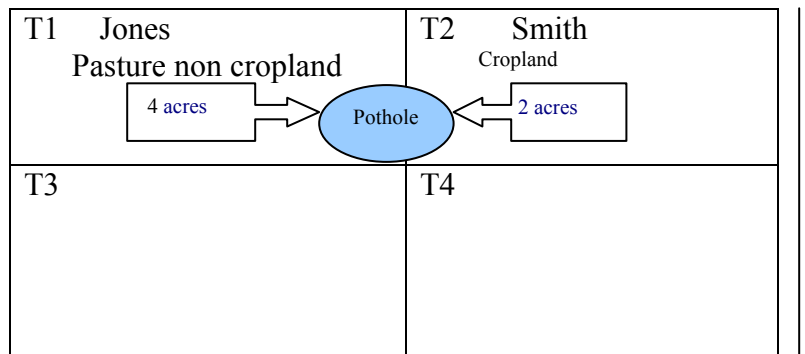 T1 Jones
Pasture non cropland
4 acres
Pothole
T2 Smith
Cropland
2 acres
T3
T4